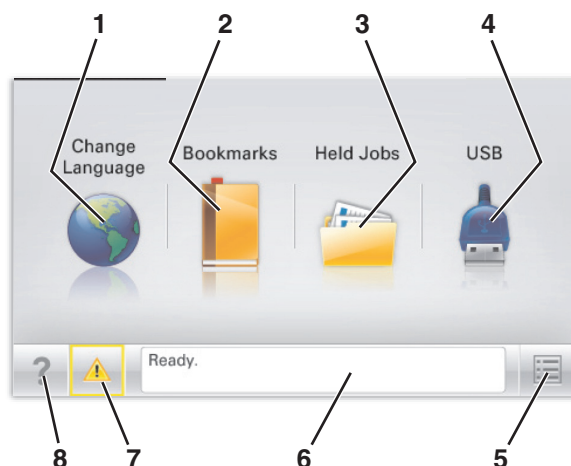 1 2 3 4
Change
Language
Bookmarks
Held Jobs
USB
?
!
Ready.
8 7 6 5